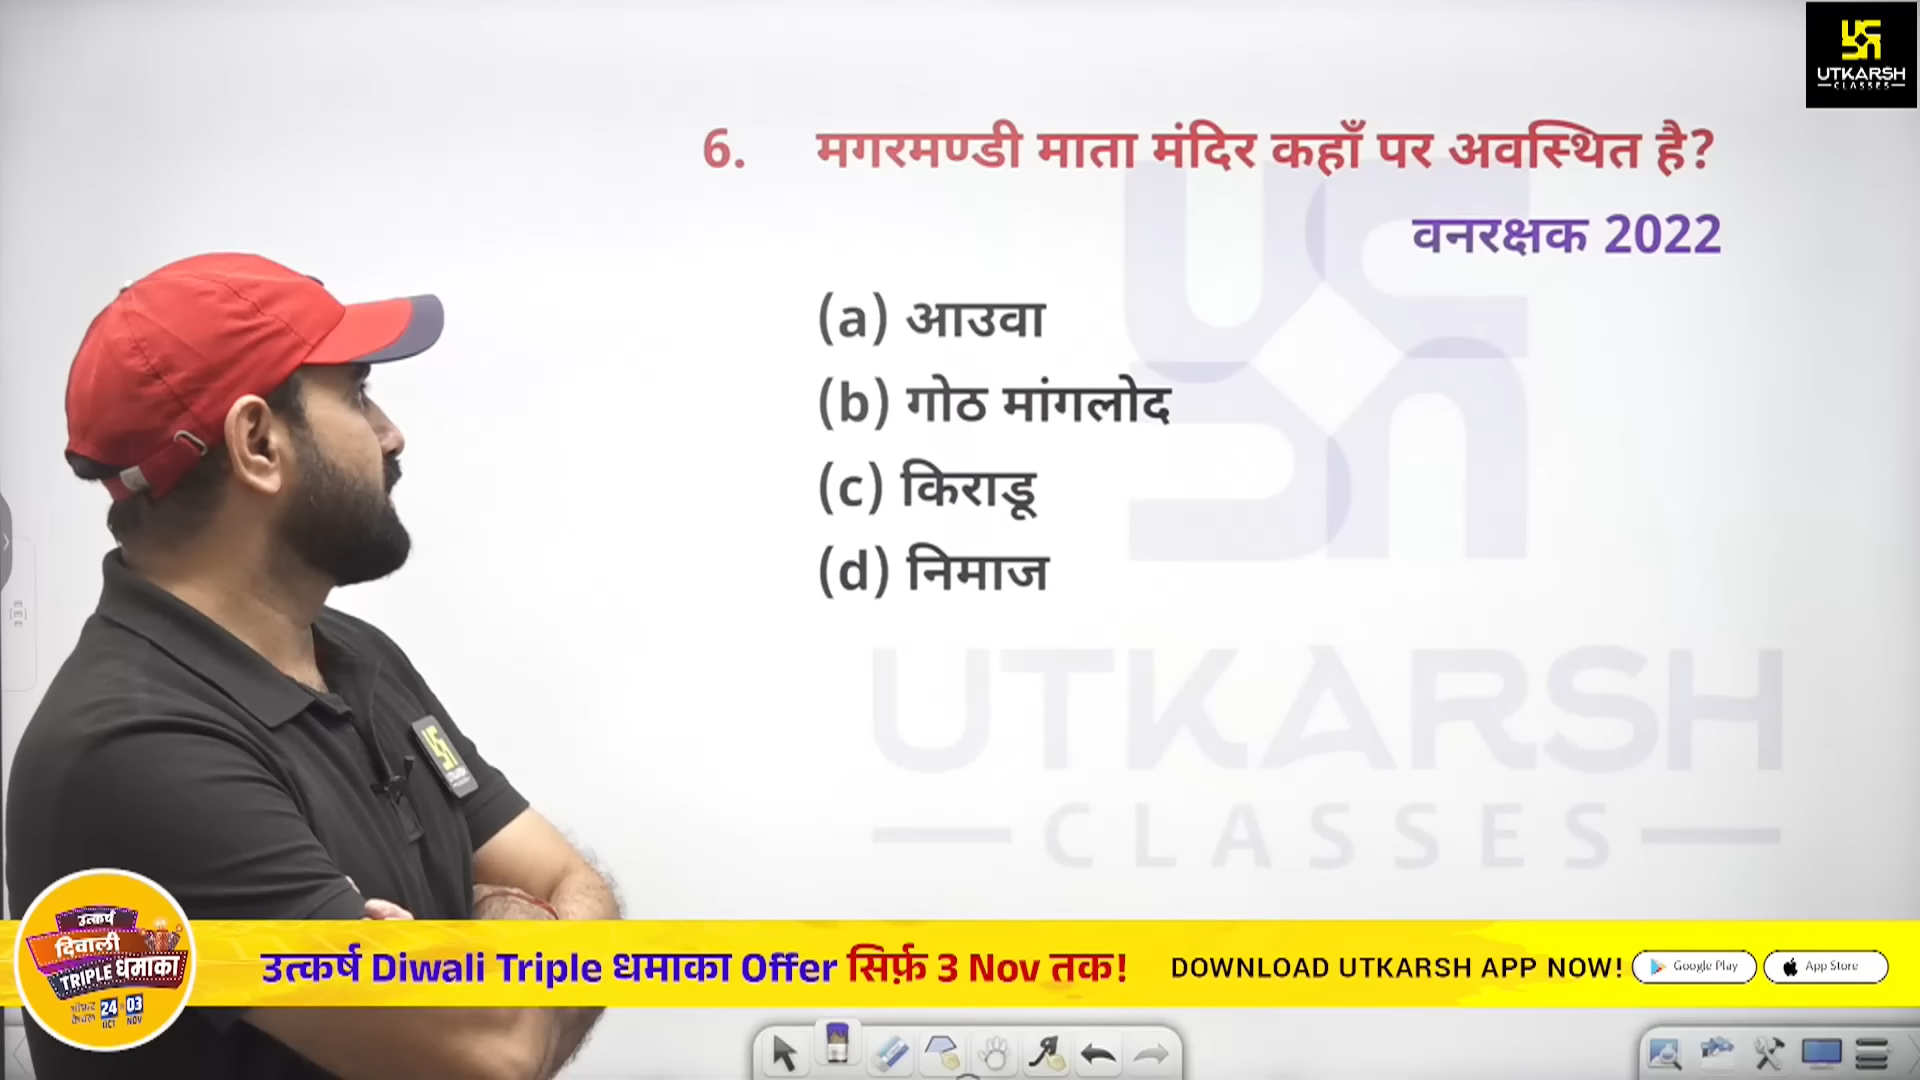 UTKARSH
CLASSES
6. मगरमण्डी माता मंदिर कहाँ पर अवस्थित है?
वनरक्षक 2022
(a) आउवा
(b) गोठ मांगलोद
(c) किराडू
(d) निमाज
UTKARSH
CLASSES
उत्कर्ष
दिवाली
TRIPLE धमाका
24 OCT 03 NOV
उत्कर्ष Diwali Triple धमाका Offer सिर्फ़ 3 Nov तक!
DOWNLOAD UTKARSH APP NOW!
Google Play
App Store